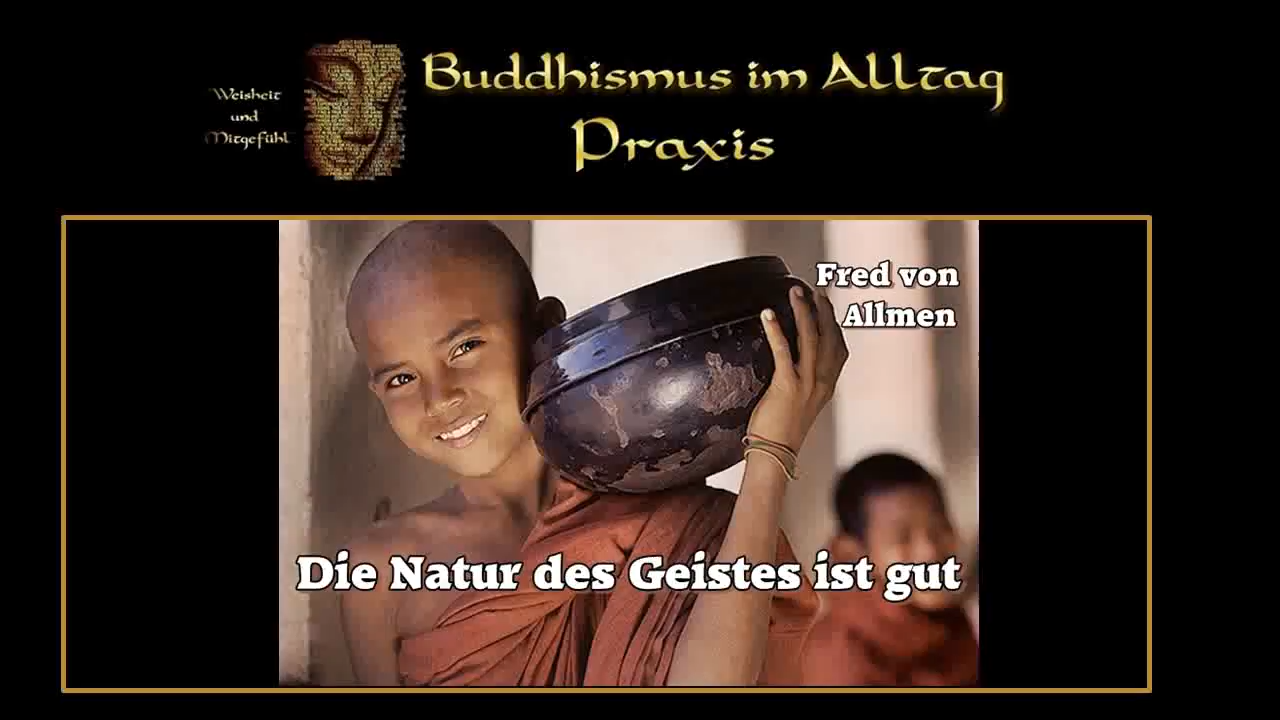 Buddhismus im Alltag
Praxis
Weisheit
und
Mitgefühl
Fred von
Allmen
Die Natur des Geistes ist gut